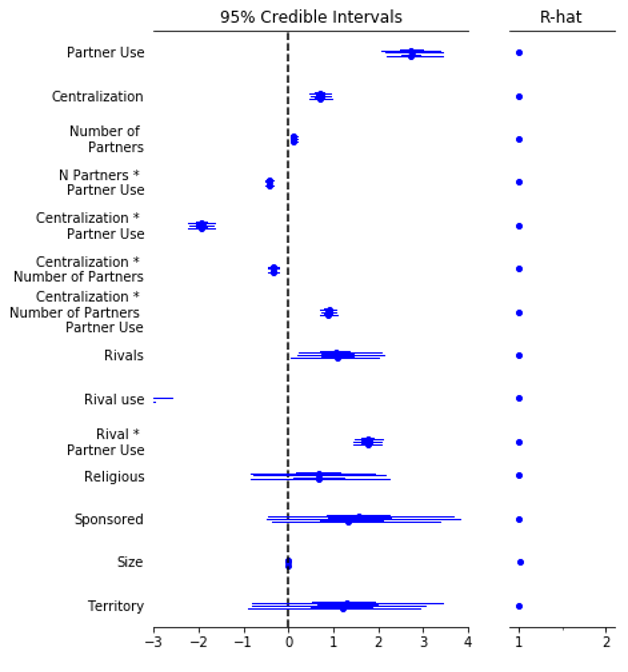 95% Credible Intervals
R-hat
Partner Use
Centralization
Number of
Partners
N Partners *
Partner Use
Centralization *
Partner Use
Centralization *
Number of Partners
Centralization *
Number of Partners
Partner Use
Rivals
Rival use
Rival *
Partner Use
Religious
Sponsored
Size
Territory
−3 −2 −1 0 1 2 3 4
1 2